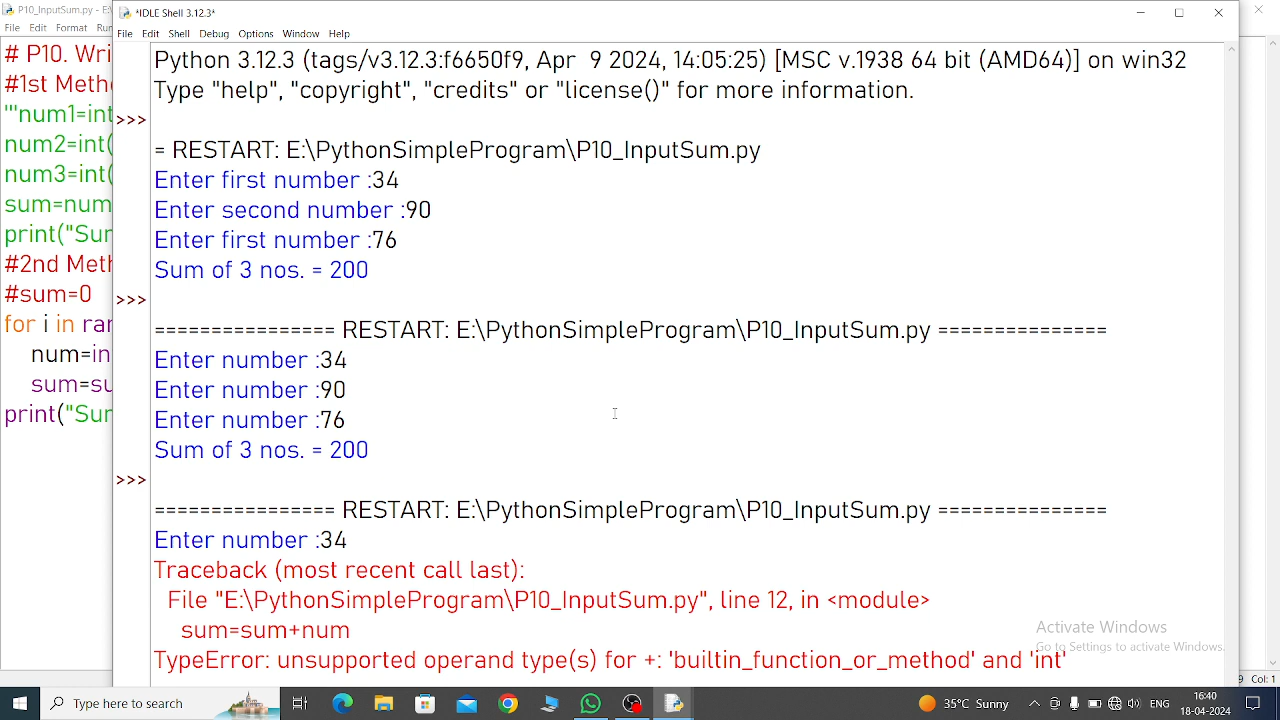 P10_InputSum.py - E:\
*IDLE Shell 3.12.3*
File Edit Format Run
File Edit Shell Debug Options Window Help
# P10. Wri
#1st Meth
'''num1=int
num2=int(
num3=int(
sum=num
print("Sur
#2nd Meth
#sum=0
for i in ran
num=in
sum=su
print("Sur
Python 3.12.3 (tags/v3.12.3:f6650f9, Apr 9 2024, 14:05:25) [MSC v.1938 64 bit (AMD64)] on win32
Type "help", "copyright", "credits" or "license()" for more information.
>>>
= RESTART: E:\PythonSimpleProgram\P10_InputSum.py
Enter first number :34
Enter second number :90
Enter first number :76
Sum of 3 nos. = 200
>>>
================ RESTART: E:\PythonSimpleProgram\P10_InputSum.py ===============
Enter number :34
Enter number :90
Enter number :76
Sum of 3 nos. = 200
>>>
================ RESTART: E:\PythonSimpleProgram\P10_InputSum.py ===============
Enter number :34
Traceback (most recent call last):
File "E:\PythonSimpleProgram\P10_InputSum.py", line 12, in <module>
sum=sum+num
TypeError: unsupported operand type(s) for +: 'builtin_function_or_method' and 'int'
Activate Windows
Go to Settings to activate Windows.
9 Col: 1
Type here to search
35°C Sunny
ENG
16:40
18-04-2024